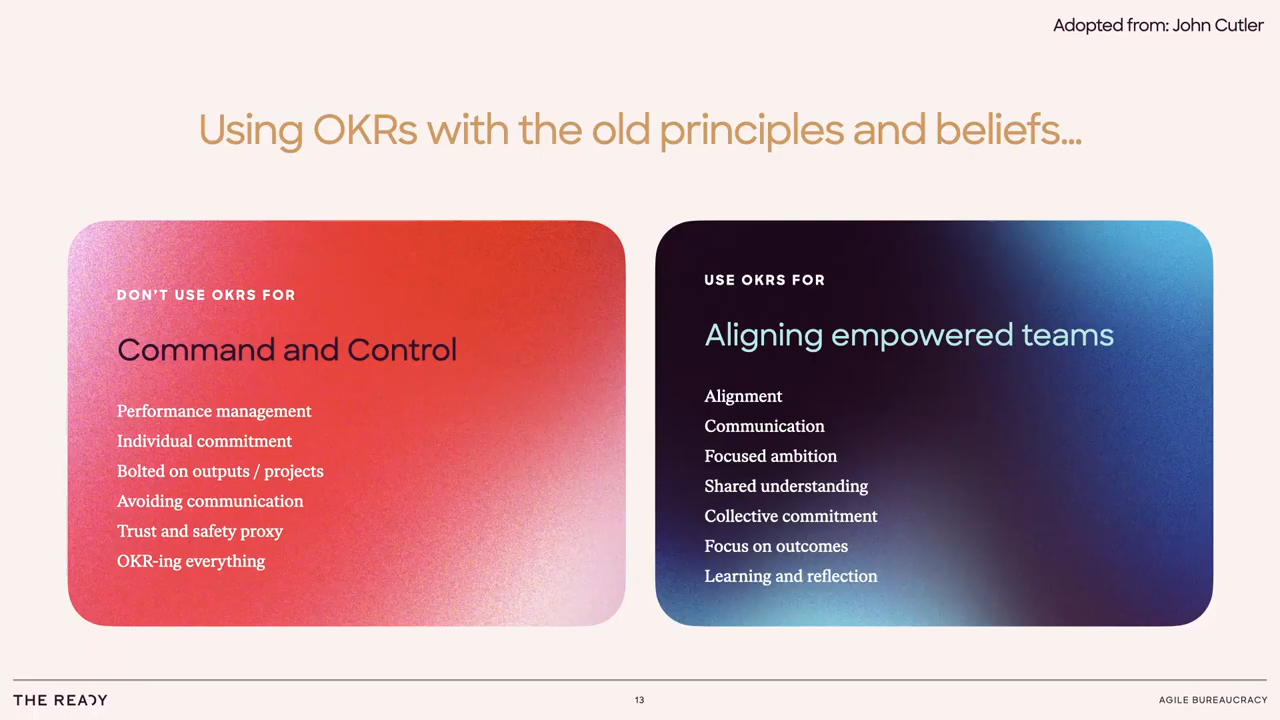 Adopted from: John Cutler
Using OKRs with the old principles and beliefs...
DON'T USE OKRS FOR
Command and Control
Performance management
Individual commitment
Bolted on outputs / projects
Avoiding communication
Trust and safety proxy
OKR-ing everything
USE OKRS FOR
Aligning empowered teams
Alignment
Communication
Focused ambition
Shared understanding
Collective commitment
Focus on outcomes
Learning and reflection
THE READY
13
AGILE BUREAUCRACY